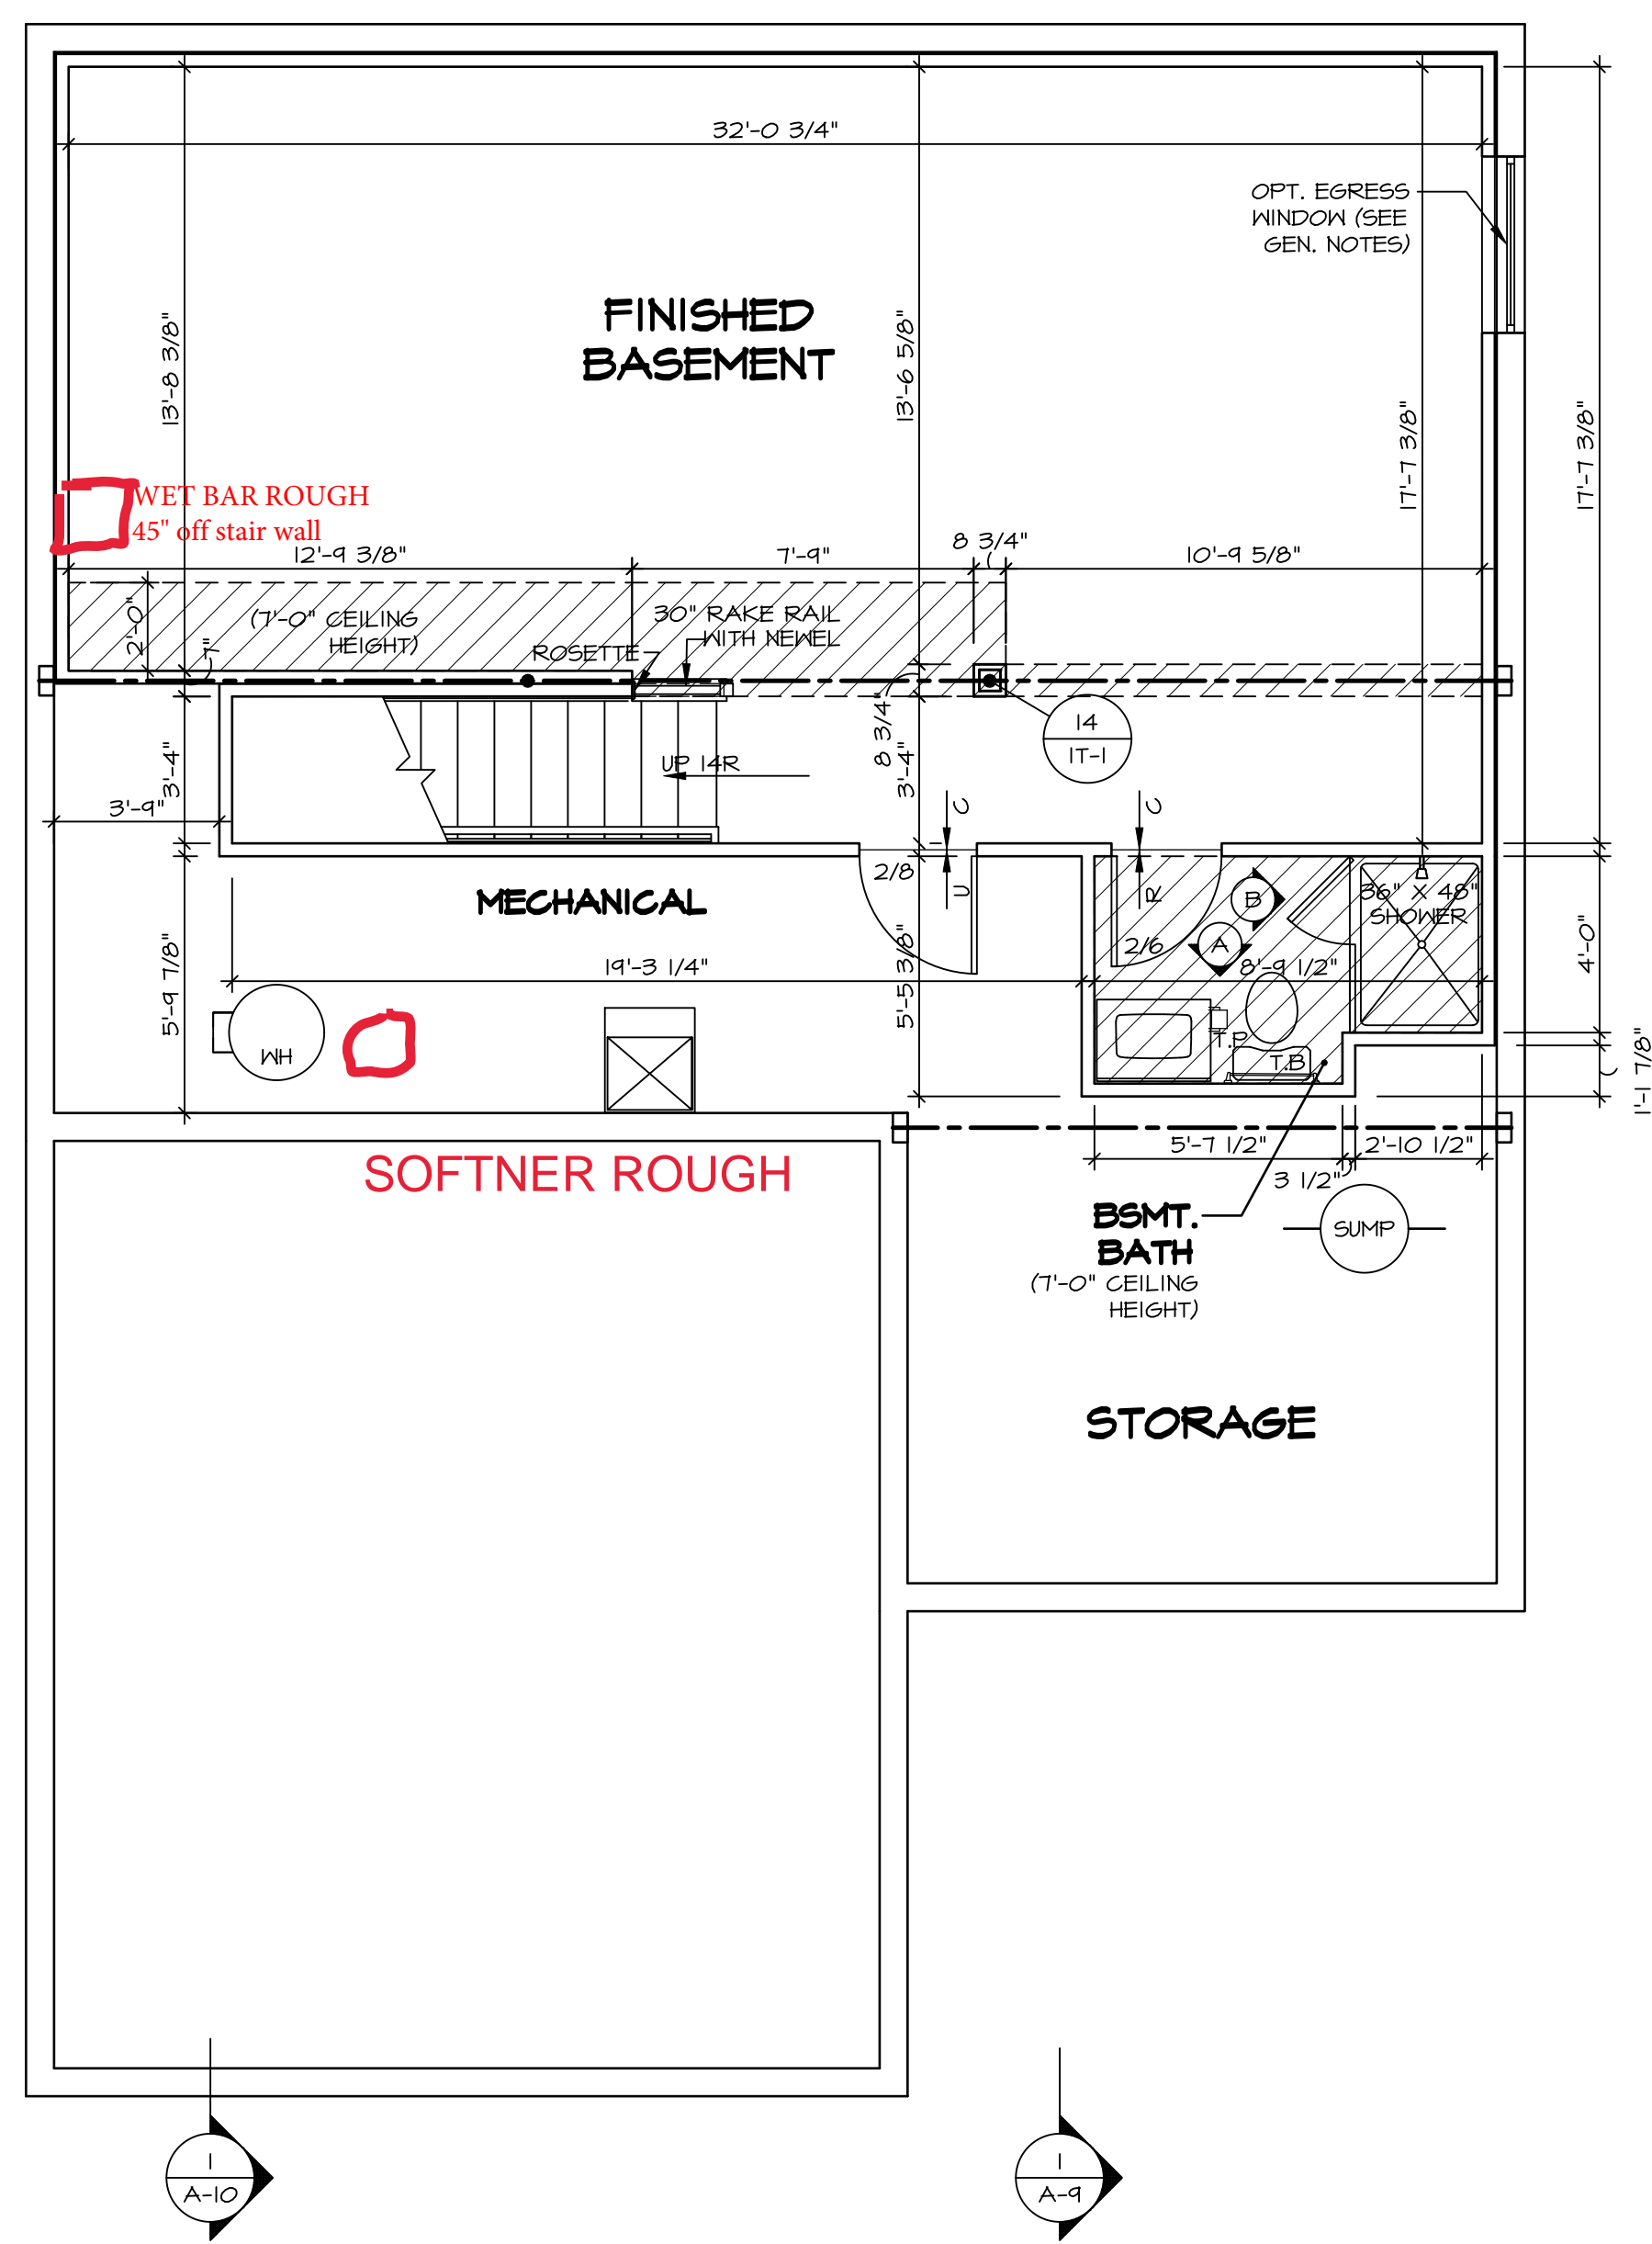 32'-0 3/4"
OPT. EGRESS
WINDOW (SEE
GEN. NOTES)
FINISHED
BASEMENT
13'-8 3/8"
13'-6 5/8"
17'-7 3/8"
17'-7 3/8"
WET BAR ROUGH
45" off stair wall
12'-9 3/8"
7'-9"
8 3/4"
10'-9 5/8"
2'-0"
7"
(7'-0" CEILING
HEIGHT)
30" RAKE RAIL
WITH NEWEL
ROSETTE
14
1T-1
8 3/4"
3'-4"
3'-4"
UP 14R
3'-9"
C
C
2/8
U
R
MECHANICAL
B
A
2/6
36" X 48"
SHOWER
4'-0"
5'-9 7/8"
19'-3 1/4"
5'-5 3/8"
8'-9 1/2"
WH
T.P
T.B
1'-1 7/8"
SOFTNER ROUGH
5'-7 1/2"
2'-10 1/2"
3 1/2"
BSMT.
BATH
(7'-0" CEILING
HEIGHT)
SUMP
STORAGE
1
A-10
1
A-9